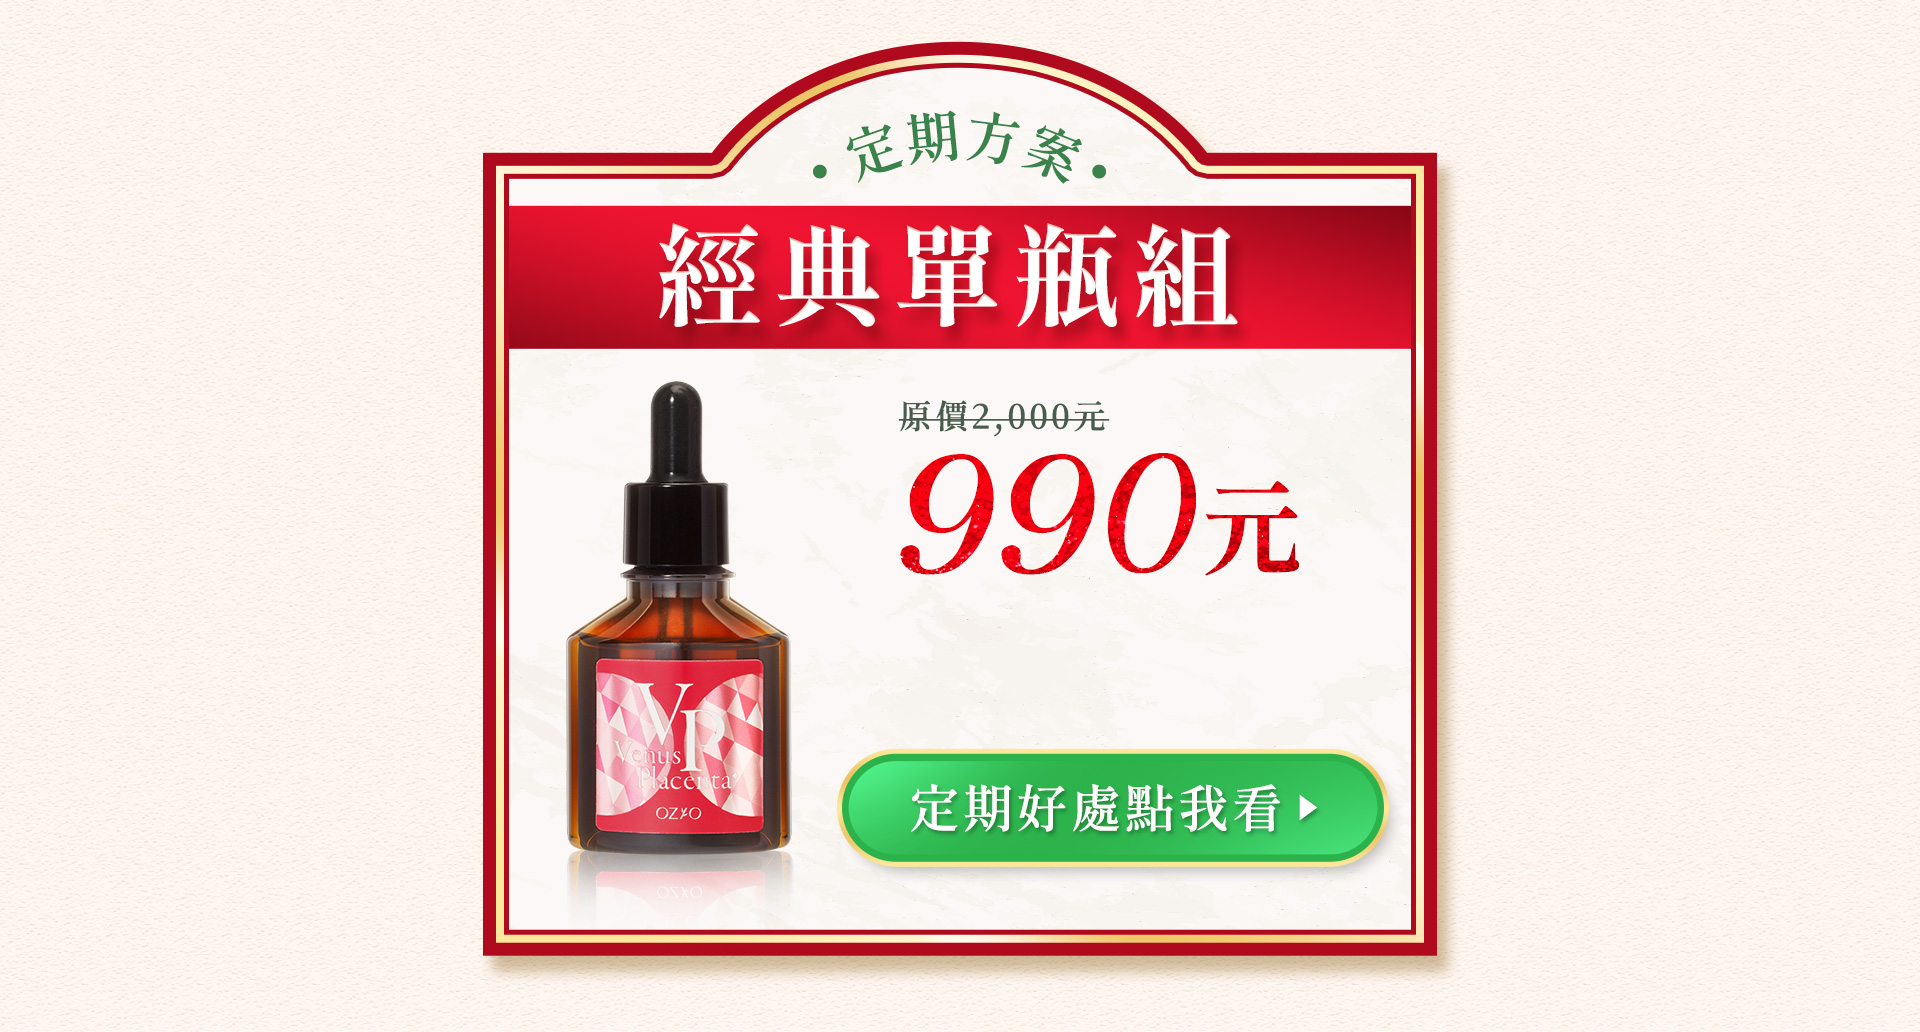 •定期方案•
經典單瓶組
原價2,000元
990元
VP
Venus
Placenta
OZIO
定期好處點我看